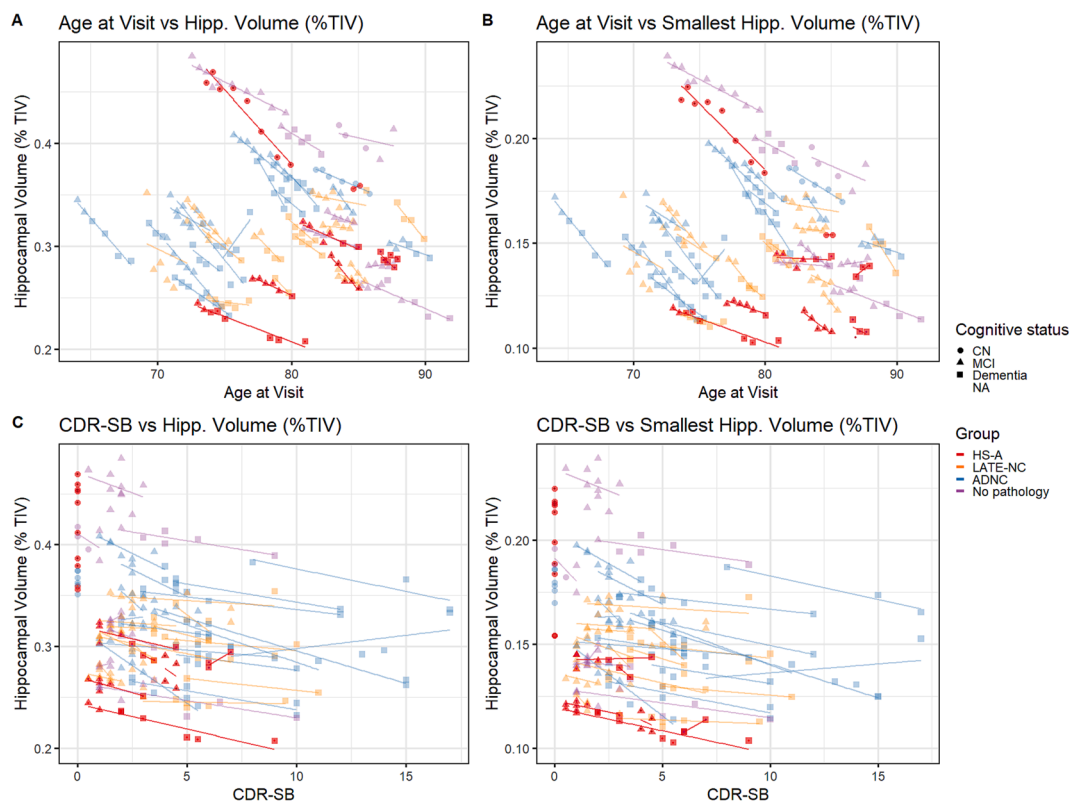 A
Age at Visit vs Hipp. Volume (%TIV)
Hippocampal Volume (% TIV)
0.4
0.3
0.2
70
80
90
Age at Visit
B
Age at Visit vs Smallest Hipp. Volume (%TIV)
Hippocampal Volume (% TIV)
0.20
0.15
0.10
70
80
90
Age at Visit
Cognitive status
CN
MCI
Dementia
NA
Group
HS-A
LATE-NC
ADNC
No pathology
C
CDR-SB vs Hipp. Volume (%TIV)
Hippocampal Volume (% TIV)
0.4
0.3
0.2
0
5
10
15
CDR-SB
CDR-SB vs Smallest Hipp. Volume (%TIV)
Hippocampal Volume (% TIV)
0.20
0.15
0.10
0
5
10
15
CDR-SB